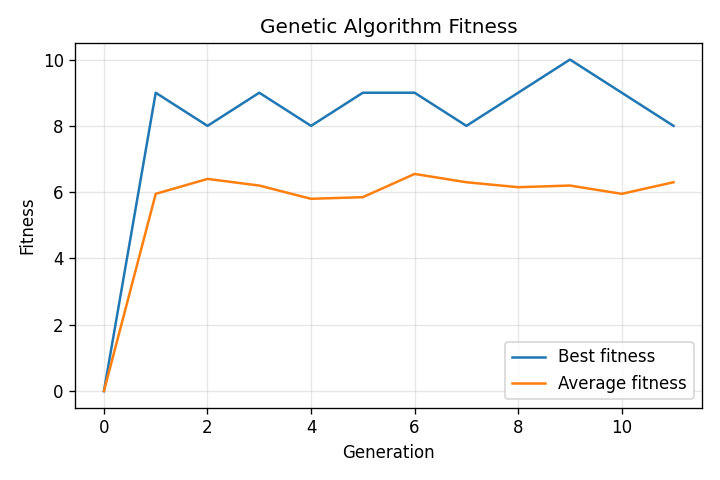 Genetic Algorithm Fitness
Fitness
10
8
6
4
2
0
0 2 4 6 8 10
Generation
Best fitness
Average fitness